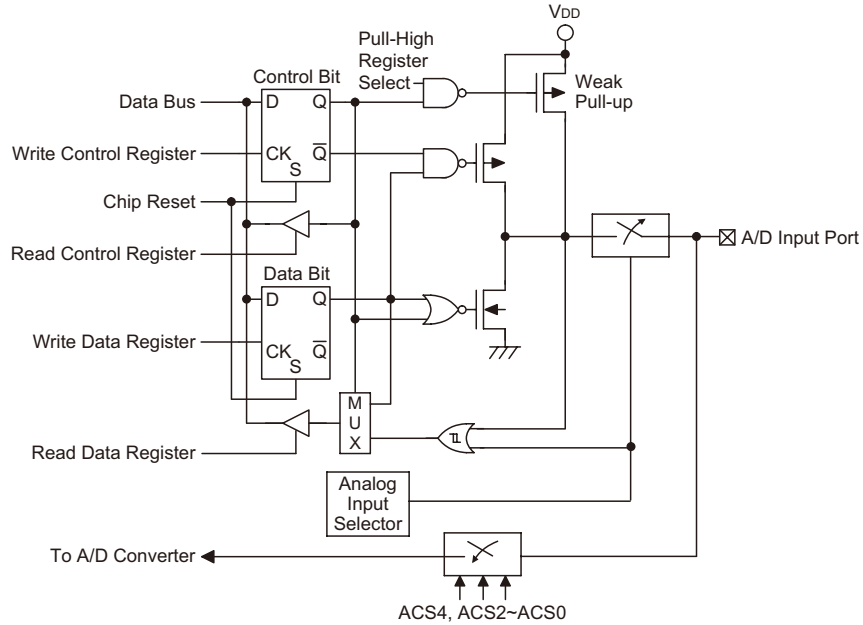 VDD
Pull-High
Register
Select
Weak
Pull-up
Control Bit
Data Bus
D
Q
Write Control Register
CK
Q
S
Chip Reset
Read Control Register
A/D Input Port
Data Bit
D
Q
Write Data Register
CK
Q
S
M
U
X
Read Data Register
Analog
Input
Selector
To A/D Converter
ACS4, ACS2~ACS0